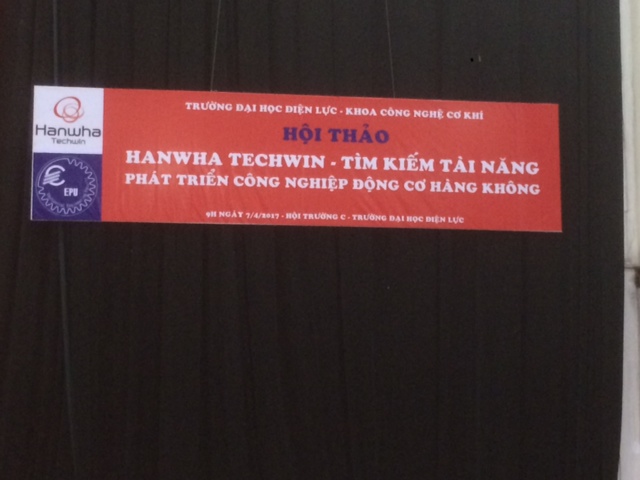 Hanwha
Techwin
EPU
TRƯỜNG ĐẠI HỌC ĐIỆN LỰC - KHOA CÔNG NGHỆ CƠ KHÍ
HỘI THẢO
HANWHA TECHWIN - TÌM KIẾM TÀI NĂNG
PHÁT TRIỂN CÔNG NGHIỆP ĐỘNG CƠ HÀNG KHÔNG
9H NGÀY 7/4/2017 - HỘI TRƯỜNG C - TRƯỜNG ĐẠI HỌC ĐIỆN LỰC